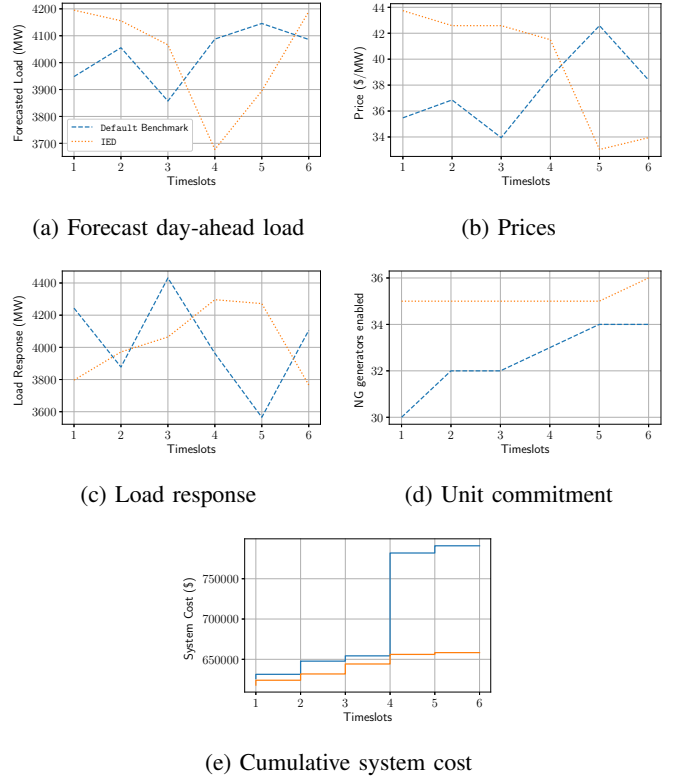 4200
4100
4000
3900
3800
3700
Forecasted Load (MW)
Default Benchmark
IED
1 2 3 4 5 6
Timeslots
(a) Forecast day-ahead load
44
42
40
38
36
34
Price ($/MW)
1 2 3 4 5 6
Timeslots
(b) Prices
4400
4200
4000
3800
3600
Load Response (MW)
1 2 3 4 5 6
Timeslots
(c) Load response
36
34
32
30
NG generators enabled
1 2 3 4 5 6
Timeslots
(d) Unit commitment
750000
700000
650000
System Cost ($)
1 2 3 4 5 6
Timeslots
(e) Cumulative system cost